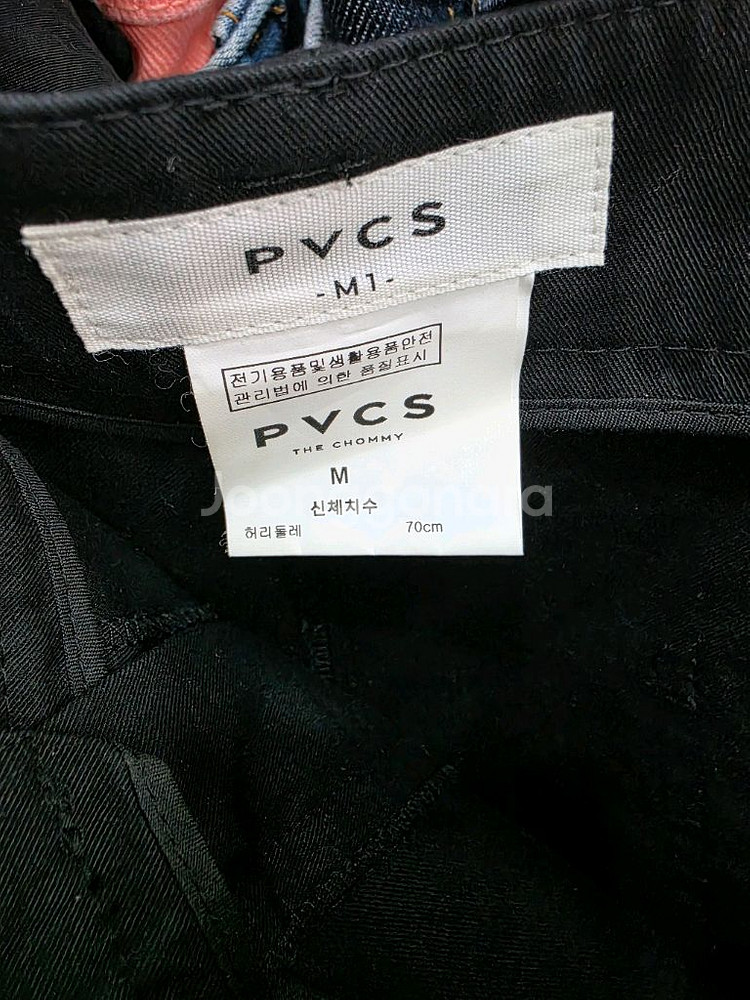 PVCS
-M1-
전기용품및생활용품안전
관리법에 의한 품질표시
PVCS
THE CHOMMY
M
신체치수
허리둘레 70cm
Joonggonara